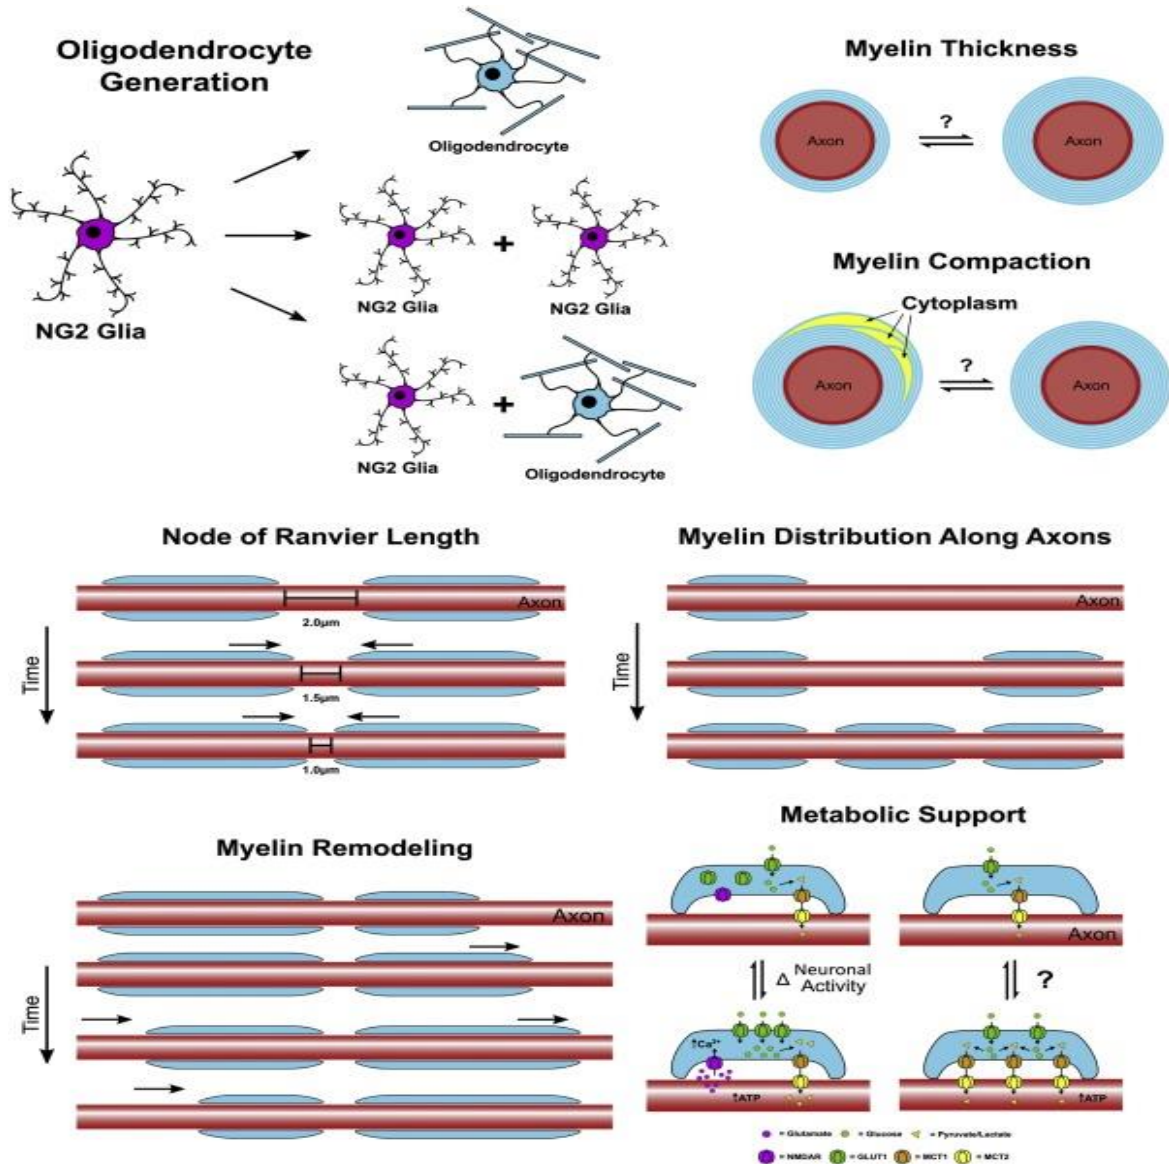 Oligodendrocyte
Generation
Oligodendrocyte
NG2 Glia
NG2 Glia
+
NG2 Glia
NG2 Glia
+
Oligodendrocyte
Myelin Thickness
Axon
?
Axon
Myelin Compaction
Cytoplasm
Axon
?
Axon
Node of Ranvier Length
Axon
2.0µm
Time
1.5µm
1.0µm
Myelin Distribution Along Axons
Axon
Time
Myelin Remodeling
Axon
Time
Metabolic Support
Axon
Δ Neuronal
Activity
?
↑Ca²⁺
↑ATP
↑ATP
= Glutamate = Glucose = Pyruvate/Lactate
= NMDAR = GLUT1 = MCT1 = MCT2